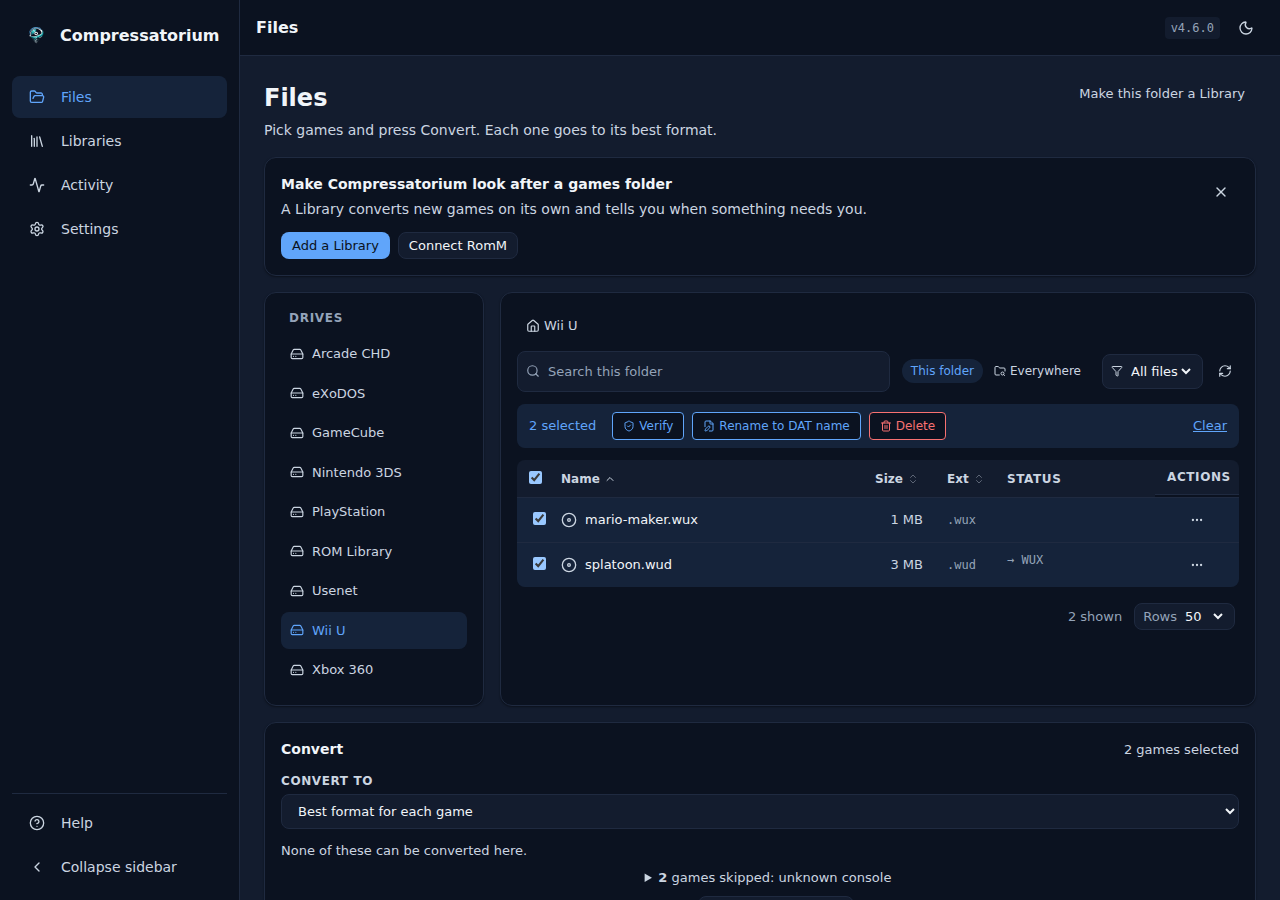 Compressatorium
Files
Libraries
Activity
Settings
Help
Collapse sidebar
Files
v4.6.0
Files
Make this folder a Library
Pick games and press Convert. Each one goes to its best format.
Make Compressatorium look after a games folder
A Library converts new games on its own and tells you when something needs you.
Add a Library
Connect RomM
DRIVES
Arcade CHD
eXoDOS
GameCube
Nintendo 3DS
PlayStation
ROM Library
Usenet
Wii U
Xbox 360
Wii U
Search this folder
This folder
Everywhere
All files
2 selected
Verify
Rename to DAT name
Delete
Clear
Name
Size
Ext
STATUS
ACTIONS
mario-maker.wux
1 MB
.wux
splatoon.wud
3 MB
.wud
→ WUX
2 shown
Rows 50
Convert
2 games selected
CONVERT TO
Best format for each game
None of these can be converted here.
2 games skipped: unknown console